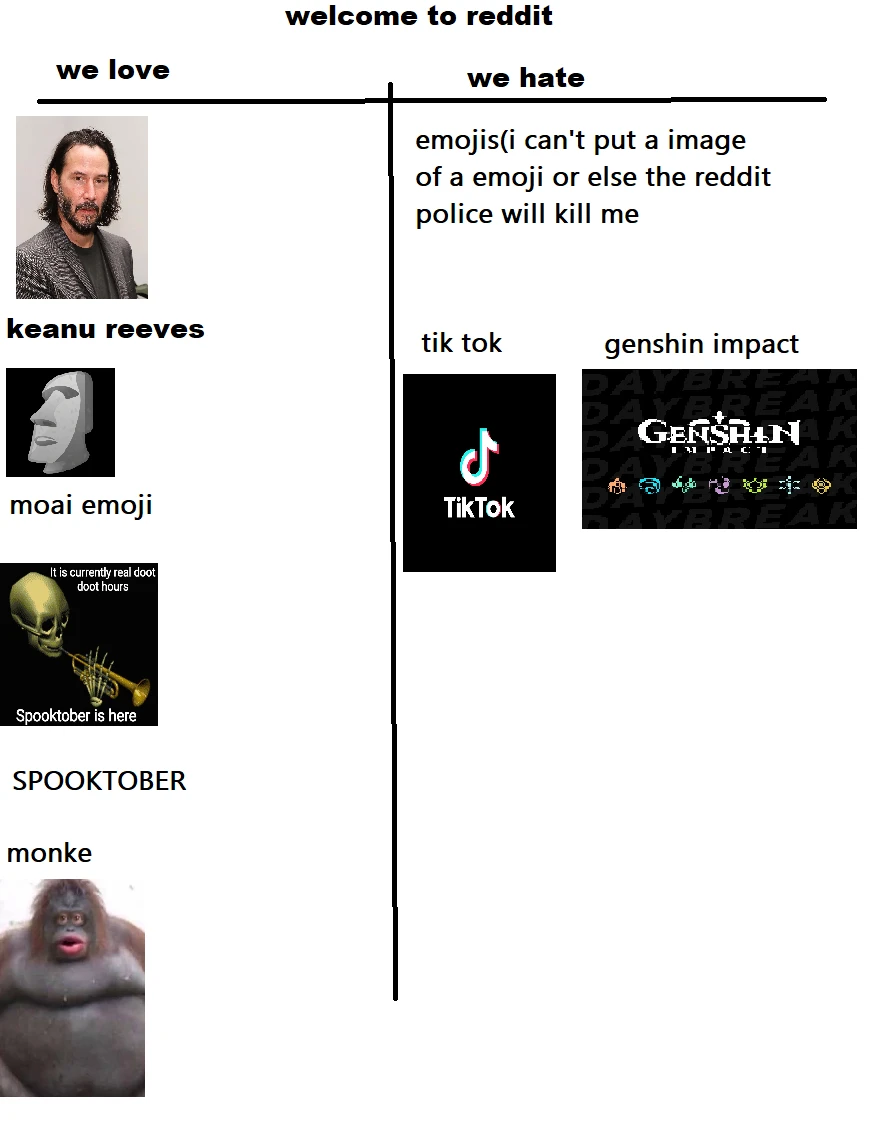 welcome to reddit
we love
we hate
emojis(i can't put a image
of a emoji or else the reddit
police will kill me
keanu reeves
tik tok
genshin impact
TikTok
DAYBREAK
DAYBREAK
DAYBREAK
DAYBREAK
DAYBREAK
GENSHIN
IMPACT
moai emoji
It is currently real doot
doot hours
Spooktober is here
SPOOKTOBER
monke